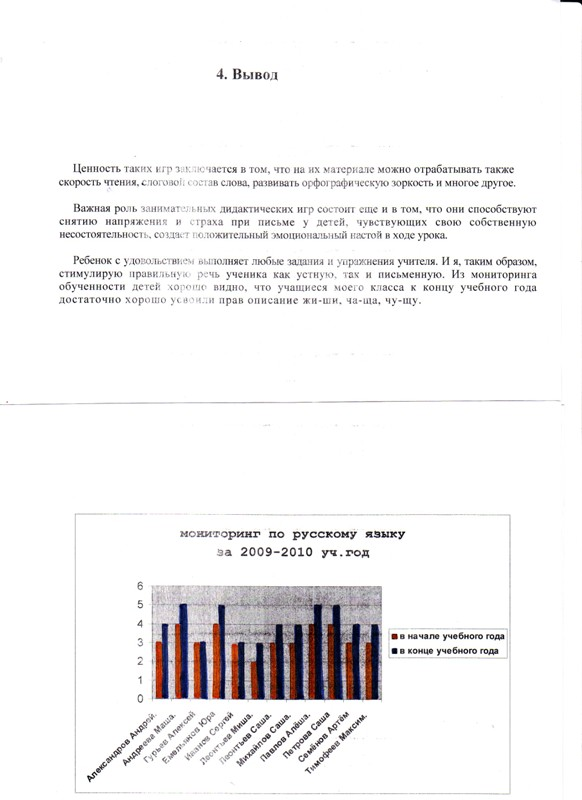 4. Вывод
Ценность таких игр заключается в том, что на их материале можно отрабатывать также
скорость чтения, слоговой состав слова, развивать орфографическую зоркость и многое другое.
Важная роль занимательных дидактических игр состоит еще и в том, что они способствуют
снятию напряжения и страха при письме у детей, чувствующих свою собственную
несостоятельность, создает положительный эмоциональный настой в ходе урока.
Ребенок с удовольствием выполняет любые задания и упражнения учителя. И я, таким образом,
стимулирую правильную речь ученика как устную, так и письменную. Из мониторинга
обученности детей хорошо видно, что учащиеся моего класса к концу учебного года
достаточно хорошо усвоили прав описание жи-ши, ча-ща, чу-щу.
мониторинг по русскому языку
за 2009-2010 уч.год
6
5
4
3
2
1
0
Александров Андрей.
Андреева Маша.
Гурьев Алексей
Емельянов Юра
Иванов Сергей
Леонтьев Миша.
Леонтьев Саша.
Михайлов Саша.
Павлов Алёша.
Петрова Саша
Семёнов Артём
Тимофеев Максим.
в начале учебного года
в конце учебного года